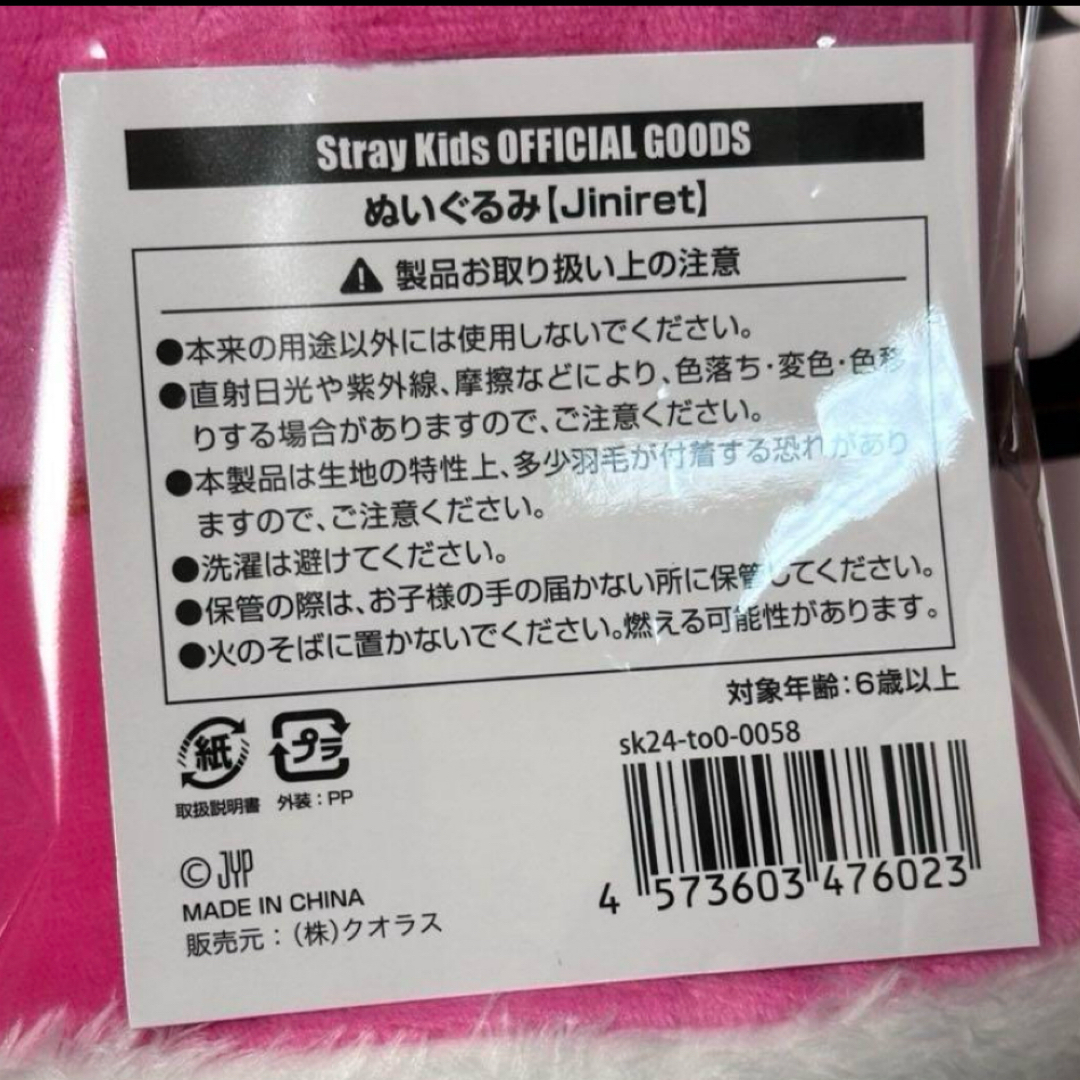 Stray Kids OFFICIAL GOODS
ぬいぐるみ【Jiniret】
製品お取り扱い上の注意
●本来の用途以外には使用しないでください。
●直射日光や紫外線、摩擦などにより、色落ち・変色・色移
りする場合がありますので、ご注意ください。
●本製品は生地の特性上、多少羽毛が付着する恐れがあり
ますので、ご注意ください。
●洗濯は避けてください。
●保管の際は、お子様の手の届かない所に保管してください。
●火のそばに置かないでください。燃える可能性があります。
対象年齢：6歳以上
紙
プラ
取扱説明書
外装：PP
sk24-to0-0058
4 573603 476023
© JYP
MADE IN CHINA
販売元：(株)クオラス